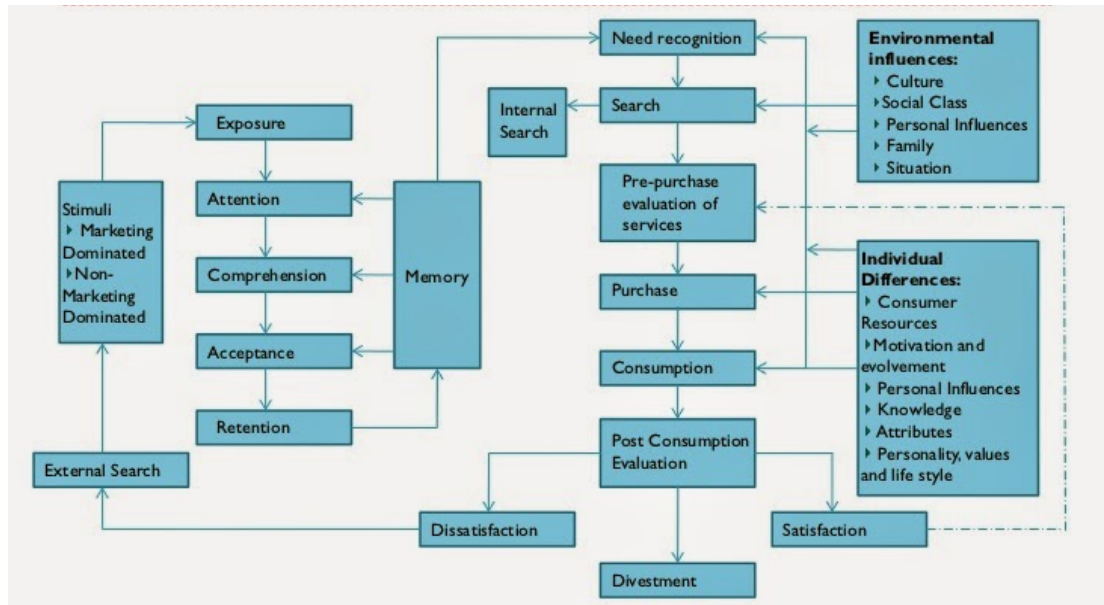 Need recognition
Search
Internal
Search
Pre-purchase
evaluation of
services
Purchase
Consumption
Post Consumption
Evaluation
Dissatisfaction
Satisfaction
Divestment
Exposure
Attention
Comprehension
Acceptance
Retention
Memory
Stimuli
▸ Marketing
Dominated
▸Non-
Marketing
Dominated
External Search
Environmental
influences:
▸ Culture
▸Social Class
▸ Personal Influences
▸ Family
▸ Situation
Individual
Differences:
▸ Consumer
Resources
▸Motivation and
evolvement
▸ Personal Influences
▸ Knowledge
▸ Attributes
▸ Personality, values
and life style